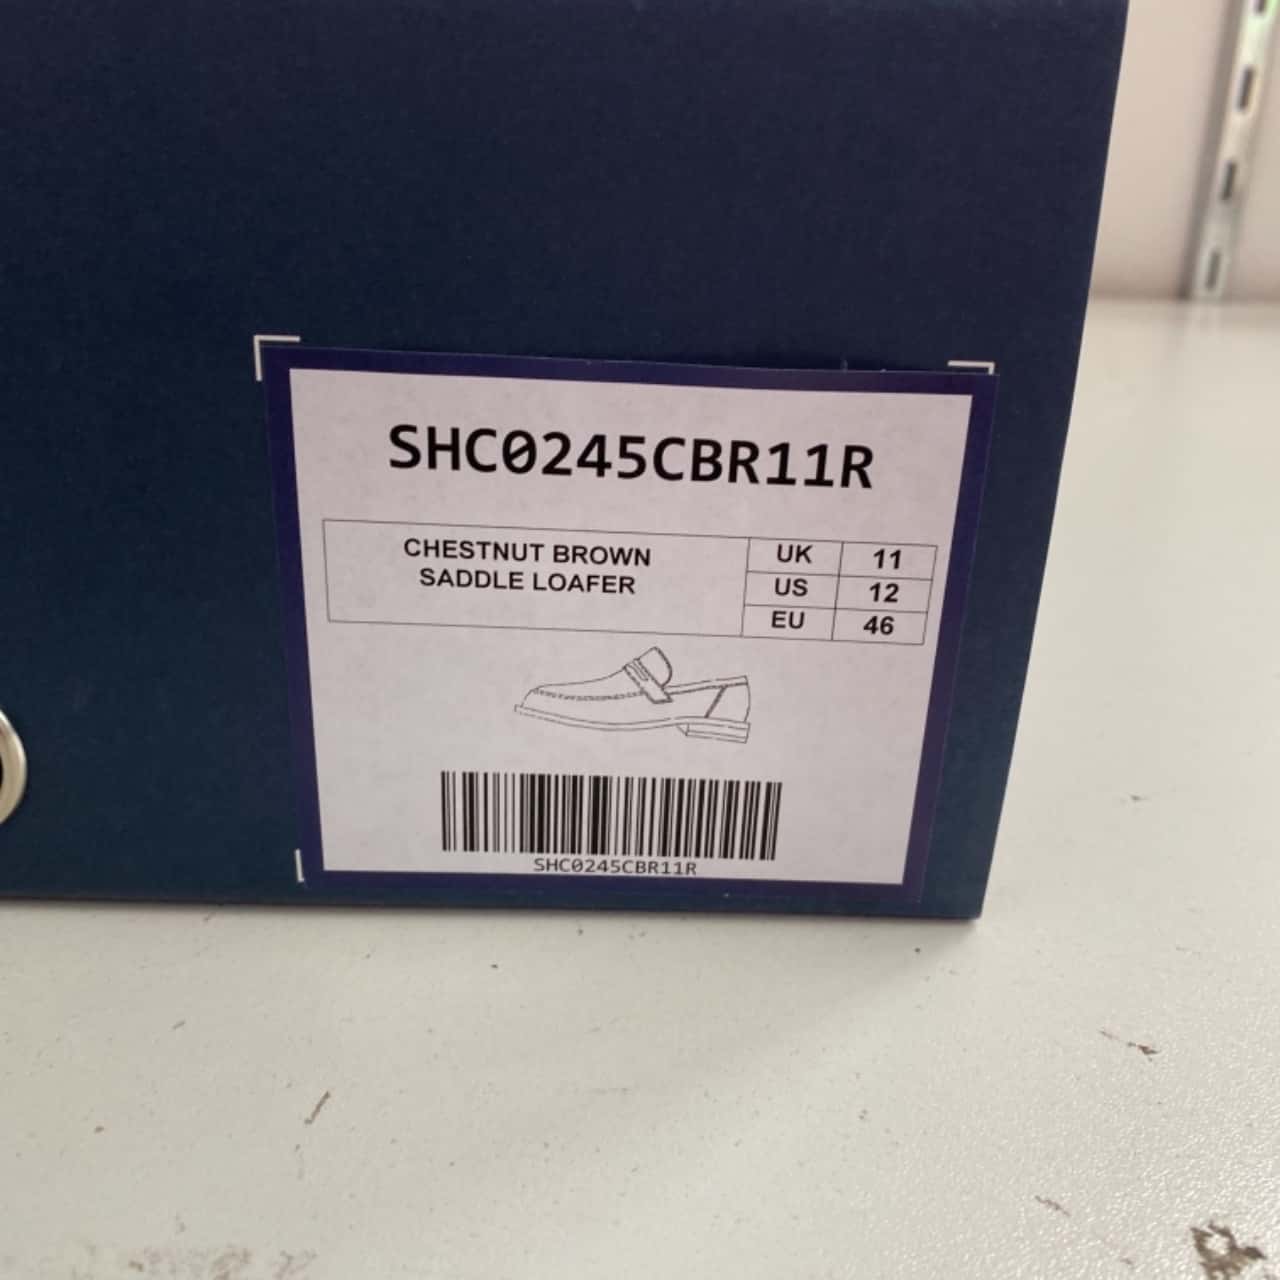 SHC0245CBR11R
CHESTNUT BROWN
SADDLE LOAFER
UK 11
US 12
EU 46
SHC0245CBR11R